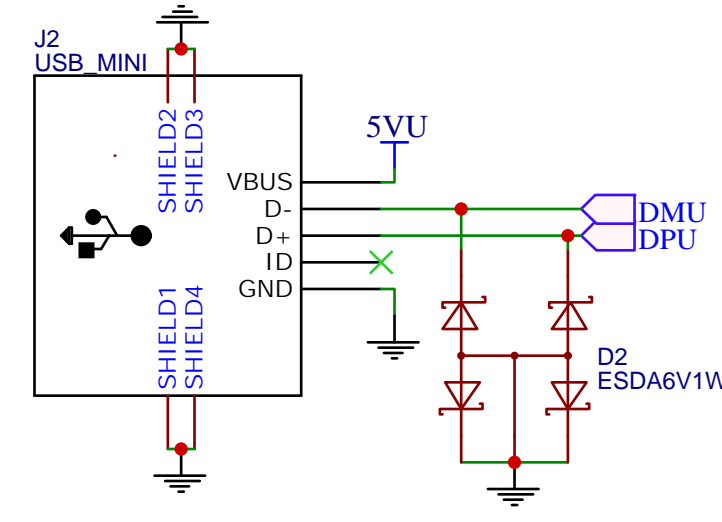 J2
USB_MINI
SHIELD2
SHIELD3
5VU
VBUS
D-
D+
ID
GND
DMU
DPU
SHIELD1
SHIELD4
D2
ESDA6V1W